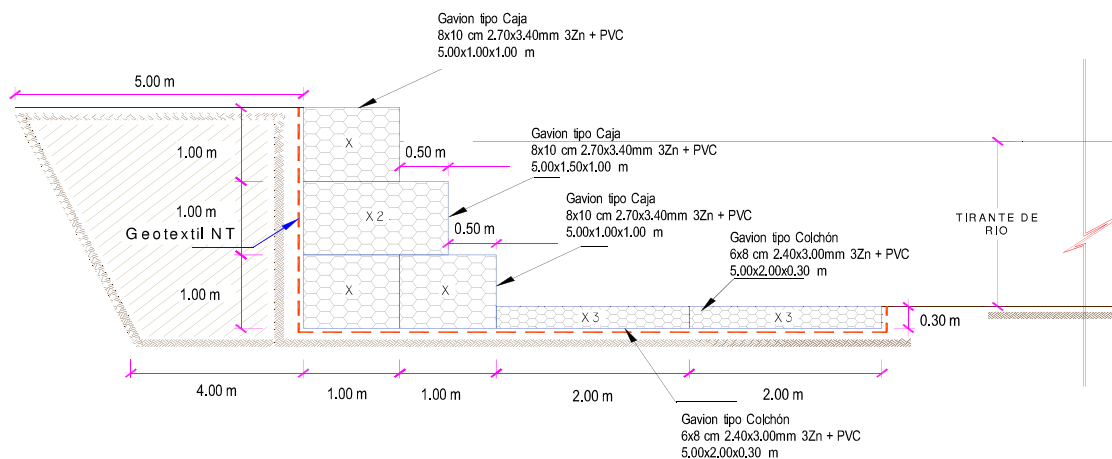 Gavion tipo Caja
8x10 cm 2.70x3.40mm 3Zn + PVC
5.00x1.00x1.00 m
5.00 m
1.00 m
X
0.50 m
Gavion tipo Caja
8x10 cm 2.70x3.40mm 3Zn + PVC
5.00x1.50x1.00 m
1.00 m
X 2
Geotextil NT
0.50 m
Gavion tipo Caja
8x10 cm 2.70x3.40mm 3Zn + PVC
5.00x1.00x1.00 m
TIRANTE DE
RIO
Gavion tipo Colchón
6x8 cm 2.40x3.00mm 3Zn + PVC
5.00x2.00x0.30 m
1.00 m
X
X
X 3
X 3
0.30 m
4.00 m
1.00 m
1.00 m
2.00 m
2.00 m
Gavion tipo Colchón
6x8 cm 2.40x3.00mm 3Zn + PVC
5.00x2.00x0.30 m